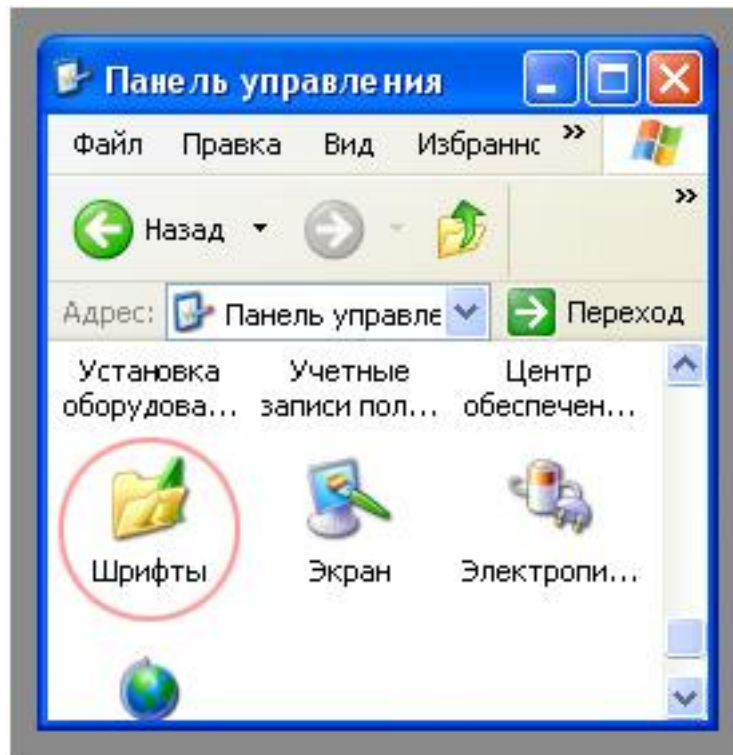 Панель управления
Файл Правка Вид Избраннс »
Назад »
Адрес: Панель управле Переход
Установка Учетные Центр
оборудова... записи пол... обеспечен...
Шрифты Экран Электропи...